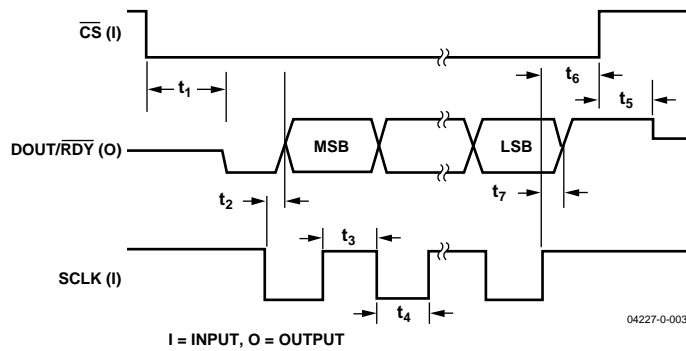 CS (I)
t6
t1
t5
DOUT/RDY (O)
MSB
LSB
t2
t7
t3
SCLK (I)
t4
04227-0-003
I = INPUT, O = OUTPUT